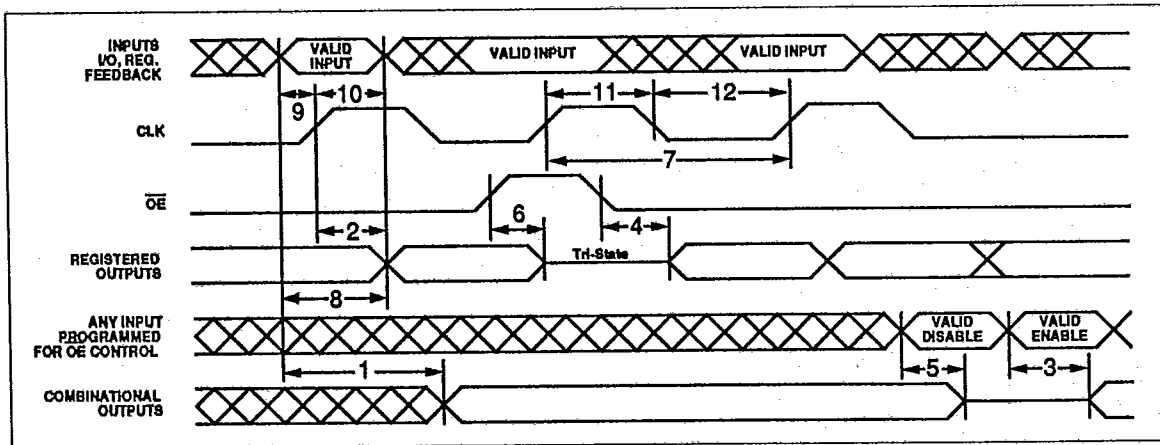 INPUTS
I/O, REG.
FEEDBACK
VALID
INPUT
VALID INPUT
VALID INPUT
9
10
11
12
CLK
7
OE
6
4
2
REGISTERED
OUTPUTS
Tri-State
8
ANY INPUT
PROGRAMMED
FOR OE CONTROL
VALID
DISABLE
VALID
ENABLE
1
5
3
COMBINATIONAL
OUTPUTS